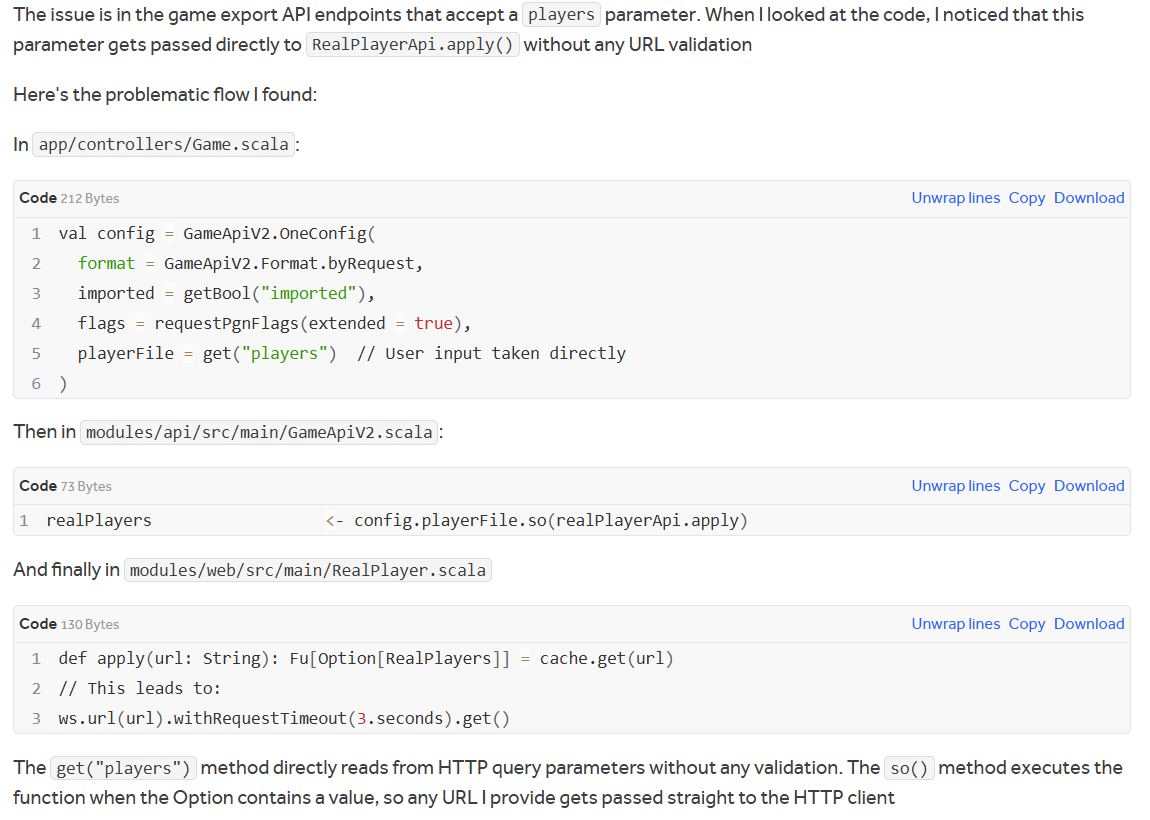 The issue is in the game export API endpoints that accept a players parameter. When I looked at the code, I noticed that this
parameter gets passed directly to RealPlayerApi.apply() without any URL validation
Here's the problematic flow I found:
In app/controllers/Game.scala:
Code 212 Bytes Unwrap lines Copy Download
1 val config = GameApiV2.OneConfig(
2   format = GameApiV2.Format.byRequest,
3   imported = getBool("imported"),
4   flags = requestPgnFlags(extended = true),
5   playerFile = get("players")  // User input taken directly
6 )
Then in modules/api/src/main/GameApiV2.scala:
Code 73 Bytes Unwrap lines Copy Download
1 realPlayers                  <- config.playerFile.so(realPlayerApi.apply)
And finally in modules/web/src/main/RealPlayer.scala
Code 130 Bytes Unwrap lines Copy Download
1 def apply(url: String): Fu[Option[RealPlayers]] = cache.get(url)
2 // This leads to:
3 ws.url(url).withRequestTimeout(3.seconds).get()
The get("players") method directly reads from HTTP query parameters without any validation. The so() method executes the
function when the Option contains a value, so any URL I provide gets passed straight to the HTTP client